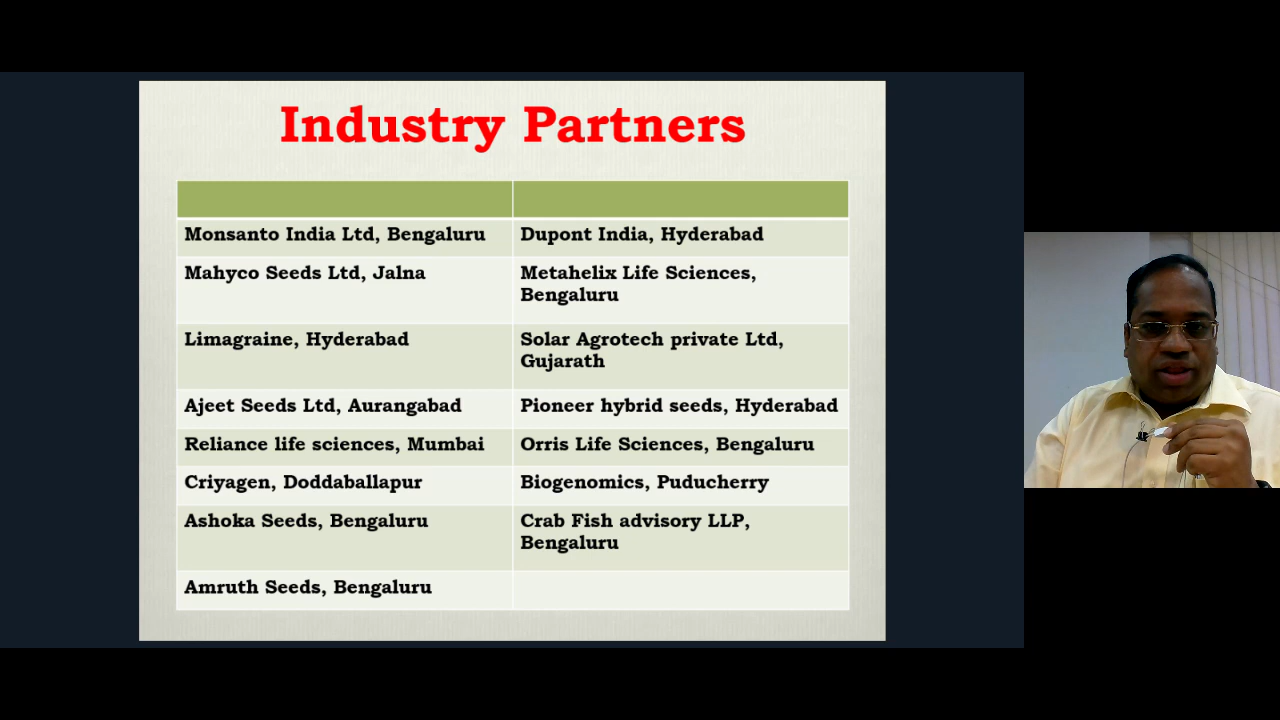 Industry Partners
Monsanto India Ltd, Bengaluru
Dupont India, Hyderabad
Mahyco Seeds Ltd, Jalna
Metahelix Life Sciences,
Bengaluru
Limagraine, Hyderabad
Solar Agrotech private Ltd,
Gujarath
Ajeet Seeds Ltd, Aurangabad
Pioneer hybrid seeds, Hyderabad
Reliance life sciences, Mumbai
Orris Life Sciences, Bengaluru
Criyagen, Doddaballapur
Biogenomics, Puducherry
Ashoka Seeds, Bengaluru
Crab Fish advisory LLP,
Bengaluru
Amruth Seeds, Bengaluru